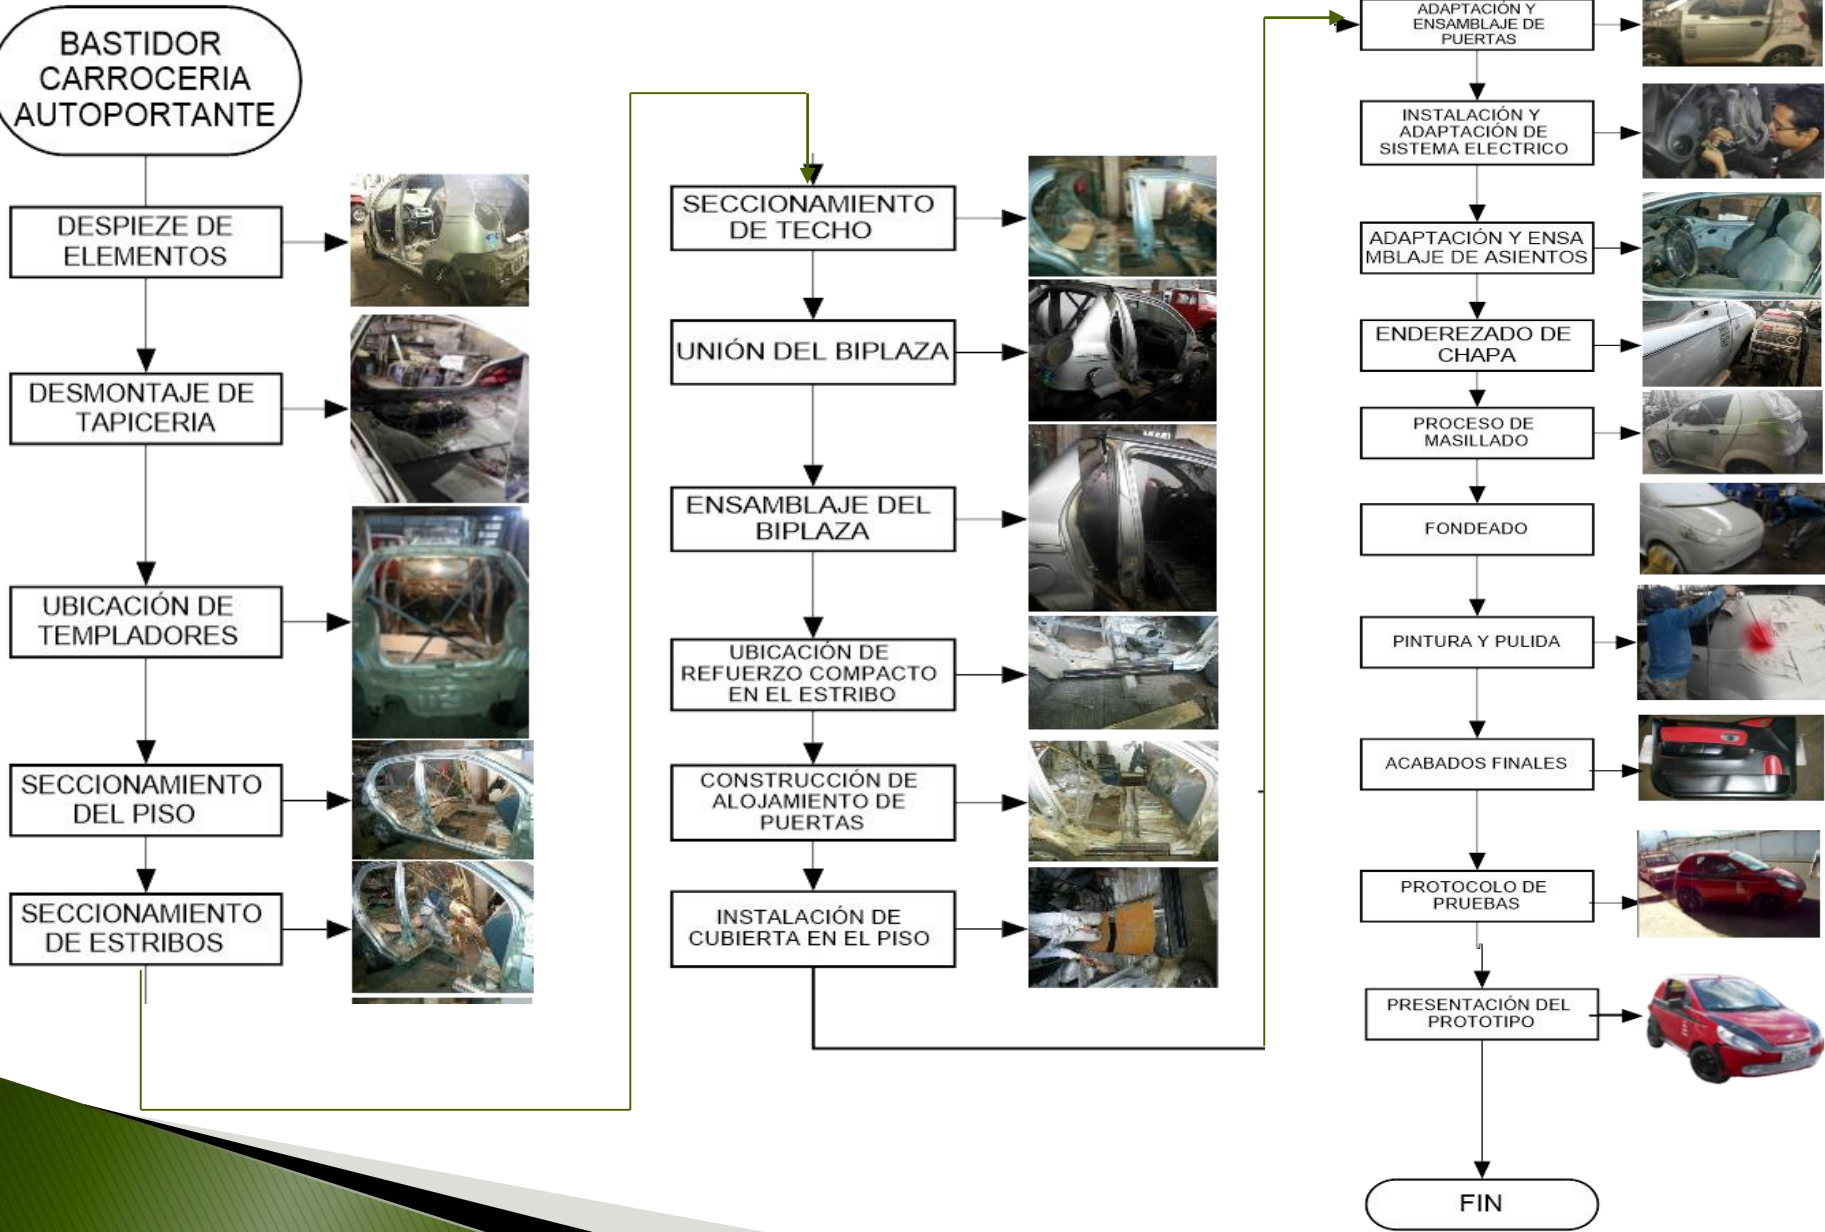 BASTIDOR
CARROCERIA
AUTOPORTANTE
DESPIEZE DE
ELEMENTOS
DESMONTAJE DE
TAPICERIA
UBICACIÓN DE
TEMPLADORES
SECCIONAMIENTO
DEL PISO
SECCIONAMIENTO
DE ESTRIBOS
SECCIONAMIENTO
DE TECHO
UNIÓN DEL BIPLAZA
ENSAMBLAJE DEL
BIPLAZA
UBICACIÓN DE
REFUERZO COMPACTO
EN EL ESTRIBO
CONSTRUCCIÓN DE
ALOJAMIENTO DE
PUERTAS
INSTALACIÓN DE
CUBIERTA EN EL PISO
ADAPTACIÓN Y
ENSAMBLAJE DE
PUERTAS
INSTALACIÓN Y
ADAPTACIÓN DE
SISTEMA ELECTRICO
ADAPTACIÓN Y ENSA
MBLAJE DE ASIENTOS
ENDEREZADO DE
CHAPA
PROCESO DE
MASILLADO
FONDEADO
PINTURA Y PULIDA
ACABADOS FINALES
PROTOCOLO DE
PRUEBAS
PRESENTACIÓN DEL
PROTOTIPO
FIN